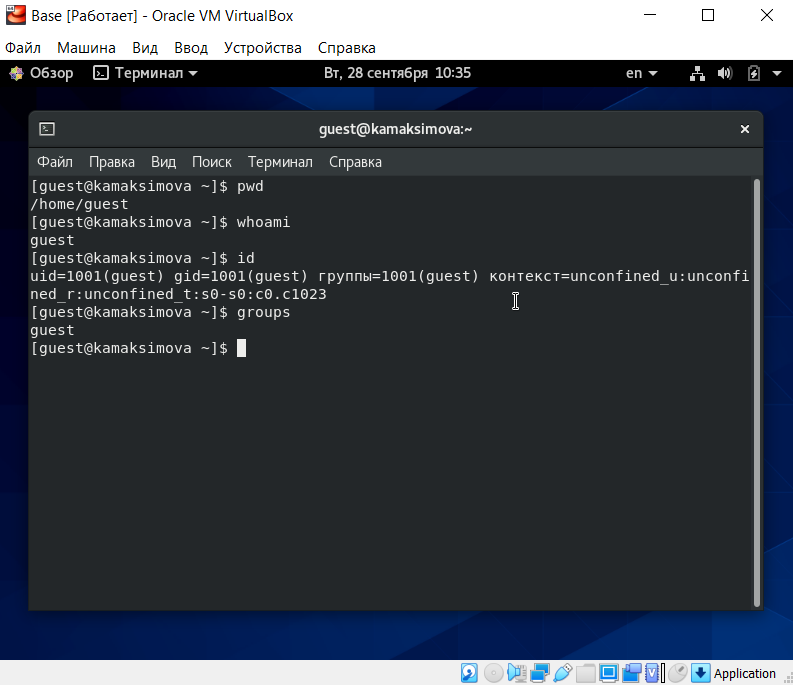 Base [Работает] - Oracle VM VirtualBox
Файл Машина Вид Ввод Устройства Справка
Обзор Терминал Вт, 28 сентября 10:35 en
guest@kamaksimova:~
Файл Правка Вид Поиск Терминал Справка
[guest@kamaksimova ~]$ pwd
/home/guest
[guest@kamaksimova ~]$ whoami
guest
[guest@kamaksimova ~]$ id
uid=1001(guest) gid=1001(guest) группы=1001(guest) контекст=unconfined_u:unconfi
ned_r:unconfined_t:s0-s0:c0.c1023
[guest@kamaksimova ~]$ groups
guest
[guest@kamaksimova ~]$
Application